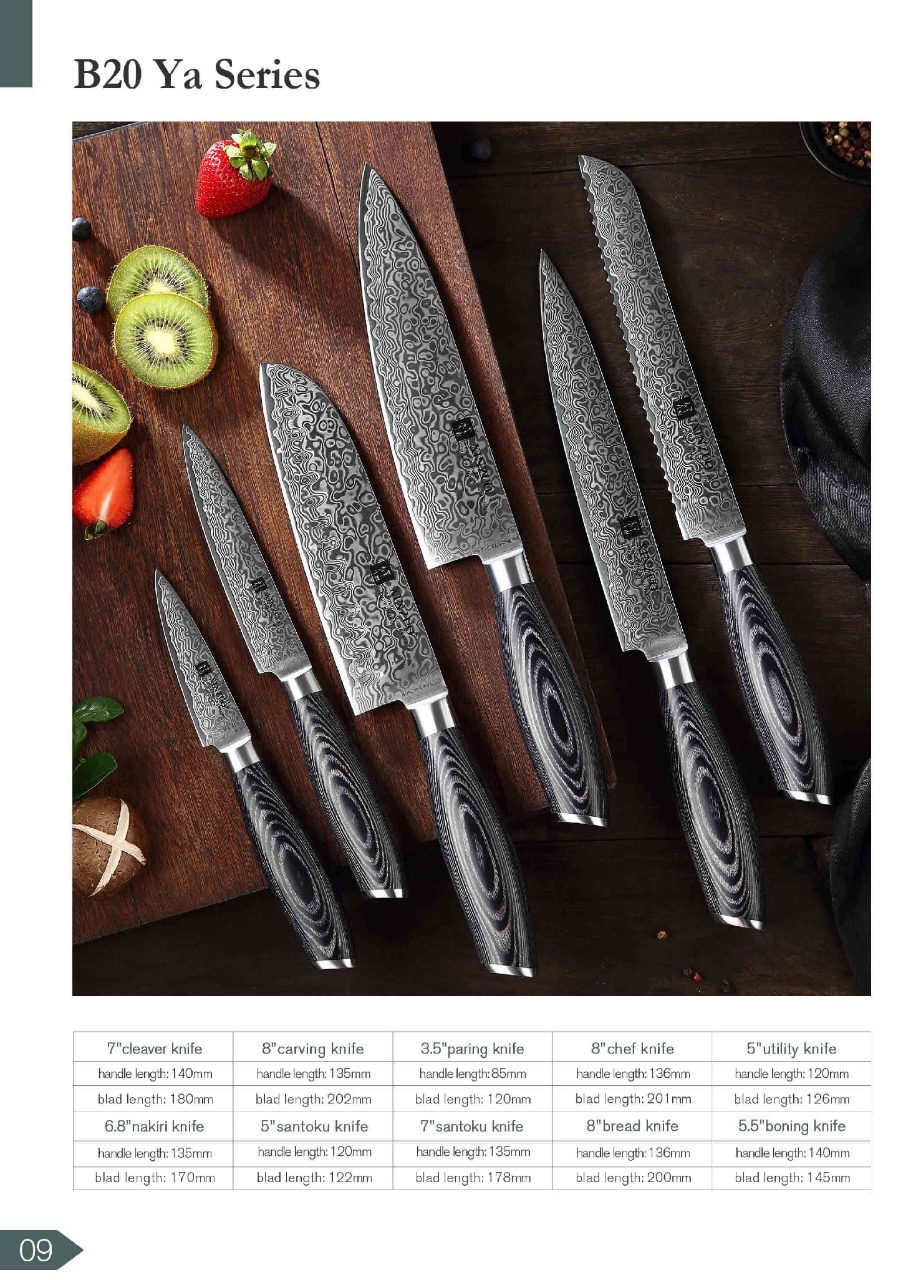 B20 Ya Series
7"cleaver knife 8"carving knife 3.5"paring knife 8"chef knife 5"utility knife
handle length: 140mm handle length: 135mm handle length: 85mm handle length: 136mm handle length: 120mm
blad length: 180mm blad length: 202mm blad length: 120mm blad length: 201mm blad length: 126mm
6.8"nakiri knife 5"santoku knife 7"santoku knife 8"bread knife 5.5"boning knife
handle length: 135mm handle length: 120mm handle length: 135mm handle length: 136mm handle length: 140mm
blad length: 170mm blad length: 122mm blad length: 178mm blad length: 200mm blad length: 145mm
09